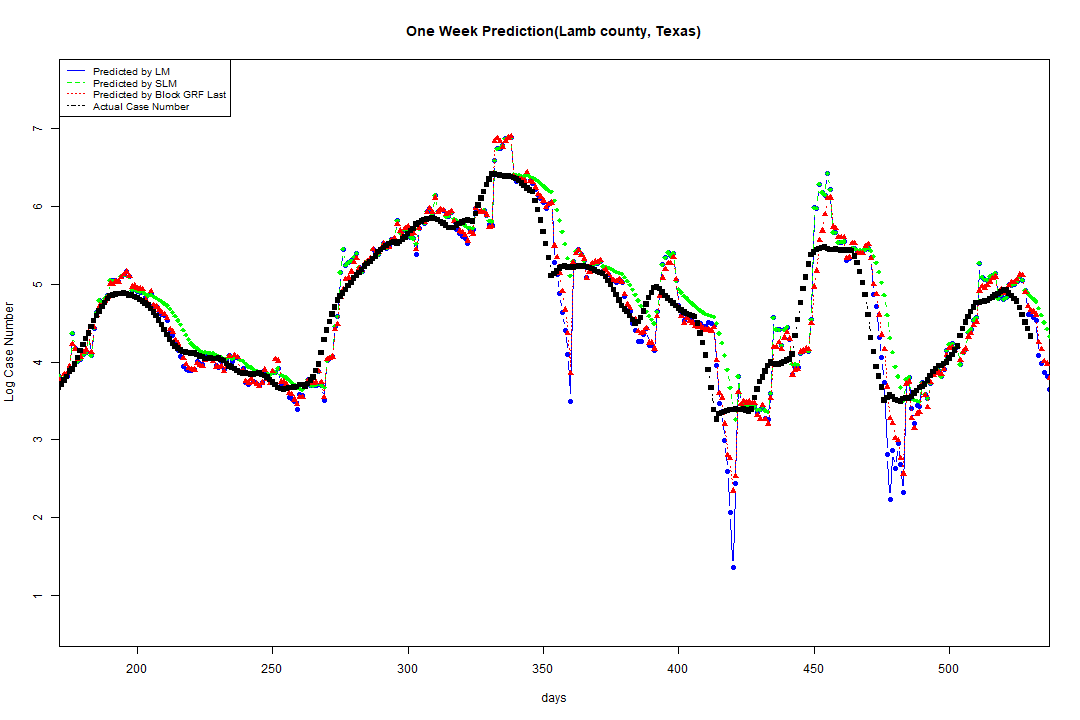 One Week Prediction(Lamb county, Texas)
Predicted by LM
Predicted by SLM
Predicted by Block GRF Last
Actual Case Number
Log Case Number
7
6
5
4
3
2
1
200 250 300 350 400 450 500
days